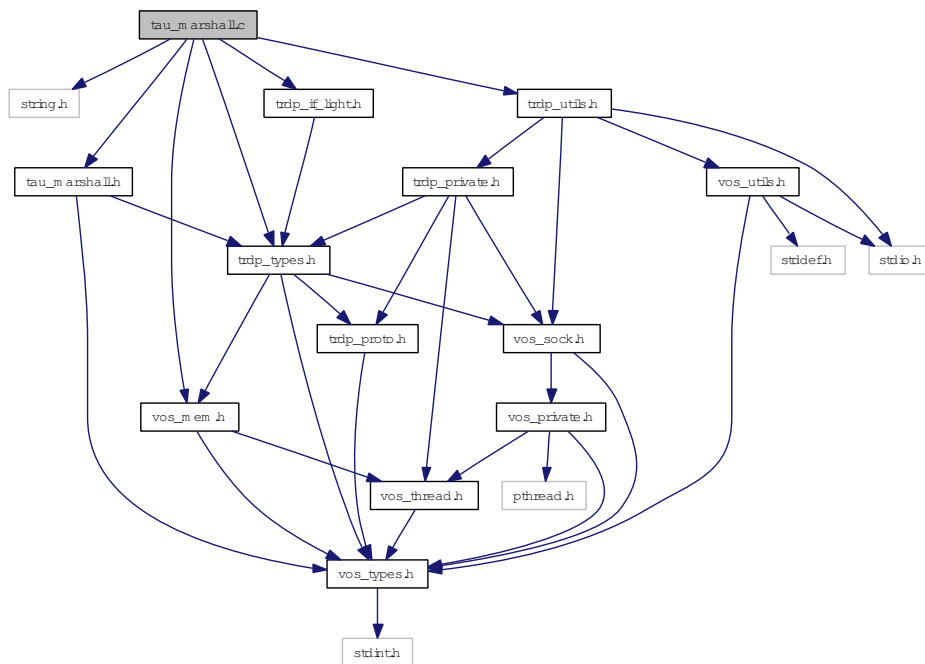 tau_marshall.c
string.h
trdp_if_light.h
trdp_utils.h
tau_marshall.h
trdp_private.h
vos_utils.h
trdp_types.h
stddef.h
stdio.h
trdp_proto.h
vos_sock.h
vos_mem.h
vos_private.h
vos_thread.h
pthread.h
vos_types.h
stdint.h